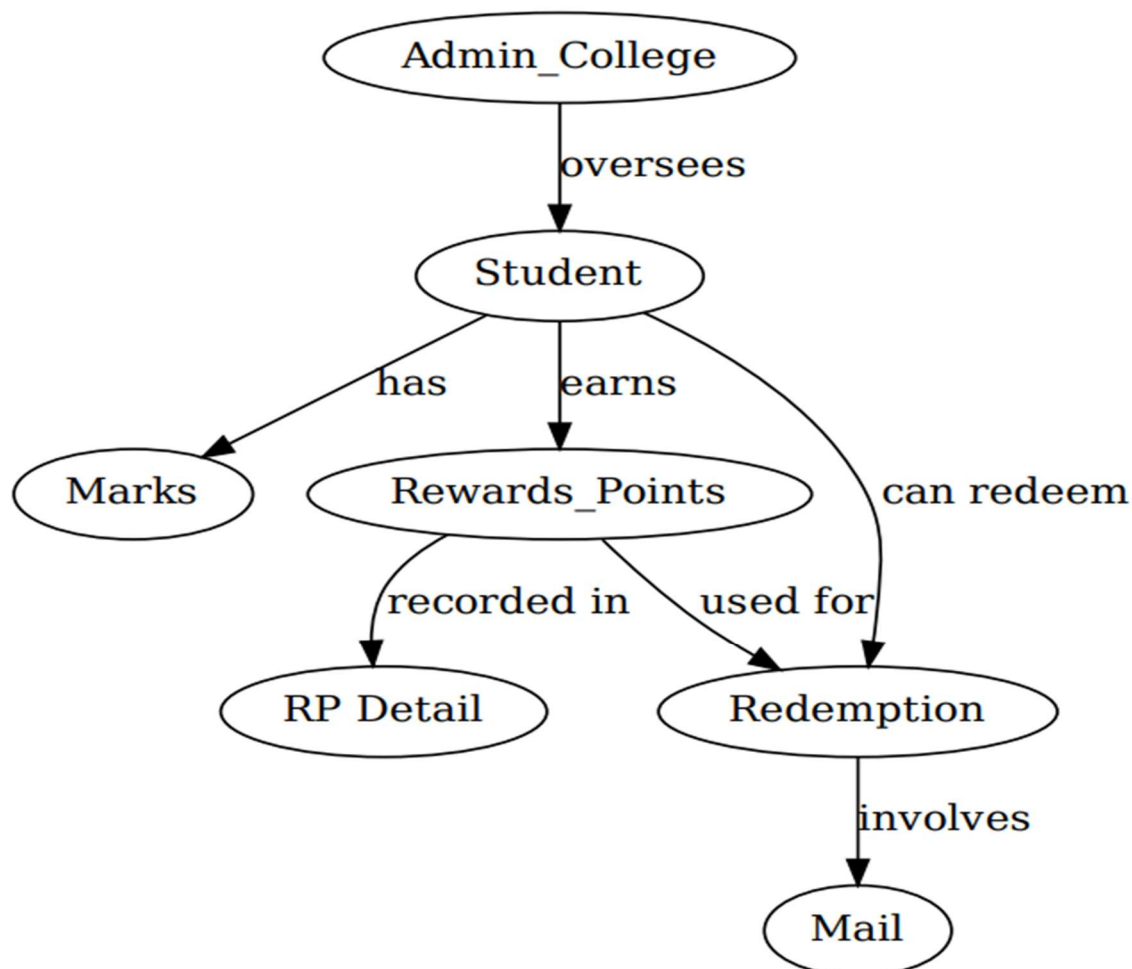 Admin_College
oversees
Student
has
earns
Marks
Rewards_Points
can redeem
recorded in
used for
RP Detail
Redemption
involves
Mail